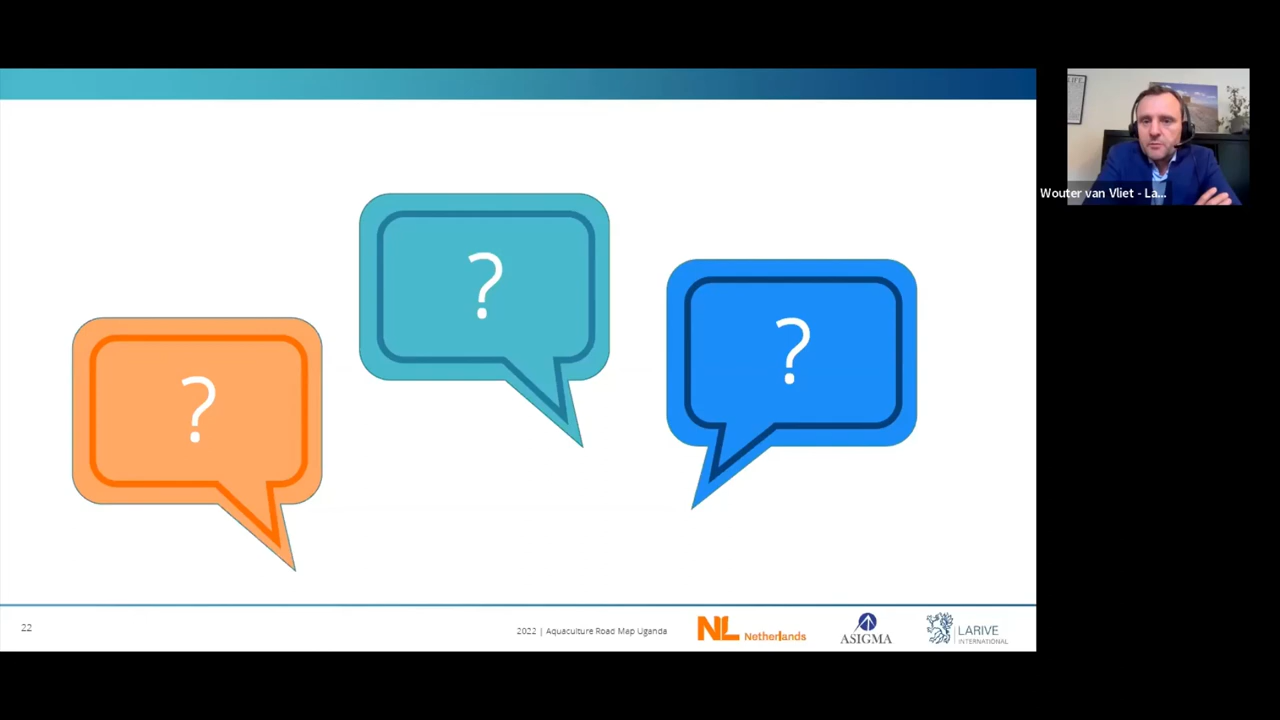 ?
?
?
Wouter van Vliet - La...
22
2022 | Aquaculture Road Map Uganda
NL Netherlands
ASIGMA
LARIVE
INTERNATIONAL